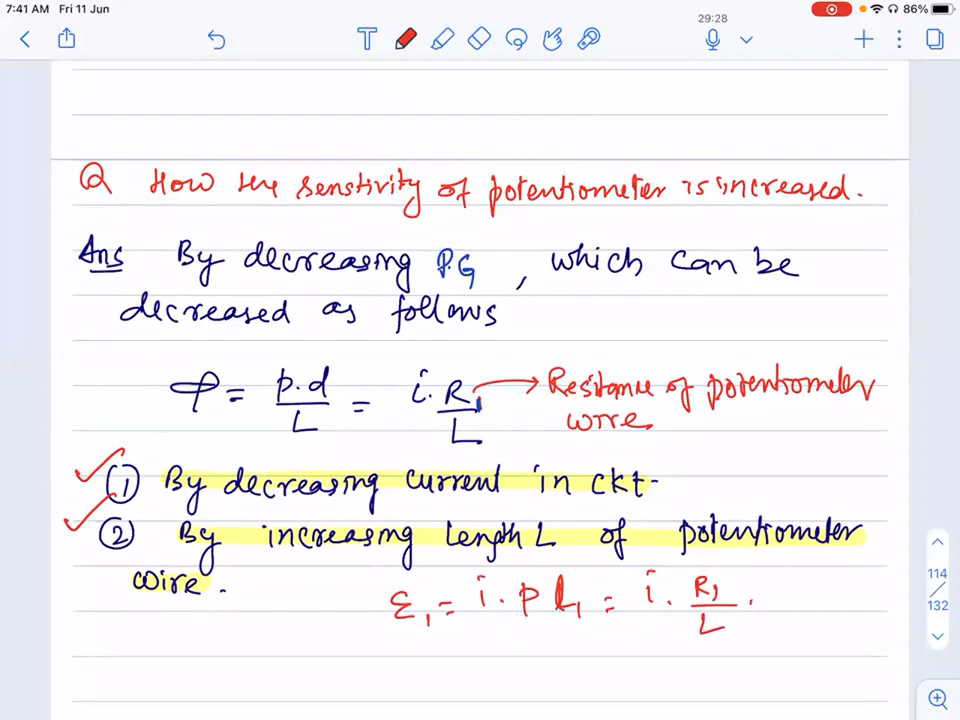 7:41 AM Fri 11 Jun
86%
29:28
Q How the senstivity of potentiometer is increased.
Ans By decreasing P.G, which can be
decreased as follows
φ = p.d/L = i.R₁/L → Resistance of potentiometer
wire.
① By decreasing current in ckt-
② By increasing length L of potentiometer
wire.
ε₁ = i.ρ l₁ = i. R₁/L .
114
/
132